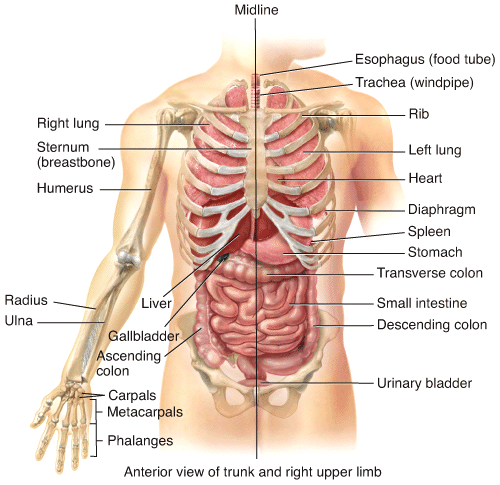 Midline
Esophagus (food tube)
Trachea (windpipe)
Rib
Right lung
Sternum
(breastbone)
Left lung
Humerus
Heart
Diaphragm
Spleen
Stomach
Transverse colon
Radius
Liver
Small intestine
Ulna
Gallbladder
Descending colon
Ascending
colon
Urinary bladder
Carpals
Metacarpals
Phalanges
Anterior view of trunk and right upper limb